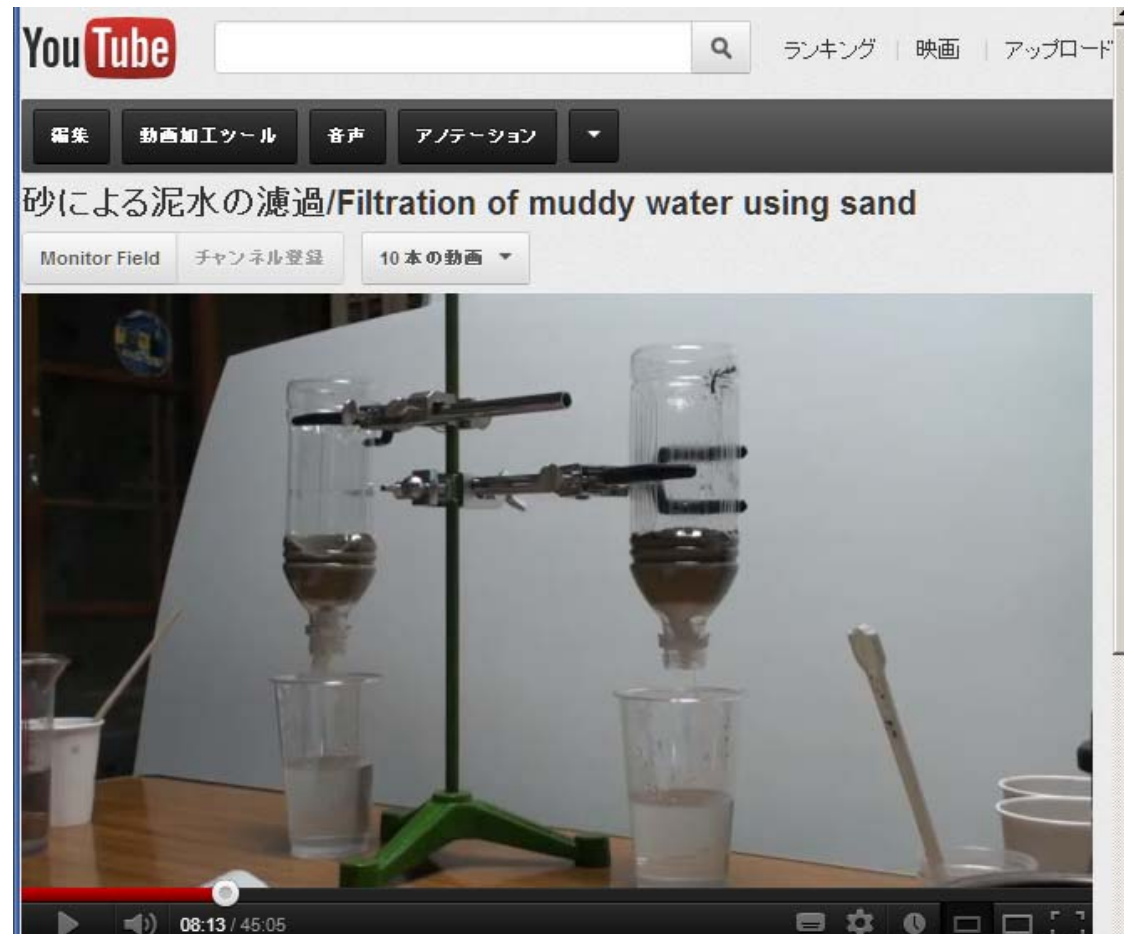 YouTube ランキング 映画 アップロード
編集 動画加工ツール 音声 アノテーション
砂による泥水の濾過/Filtration of muddy water using sand
Monitor Field チャンネル登録 10 本の動画
08:13 / 45:05